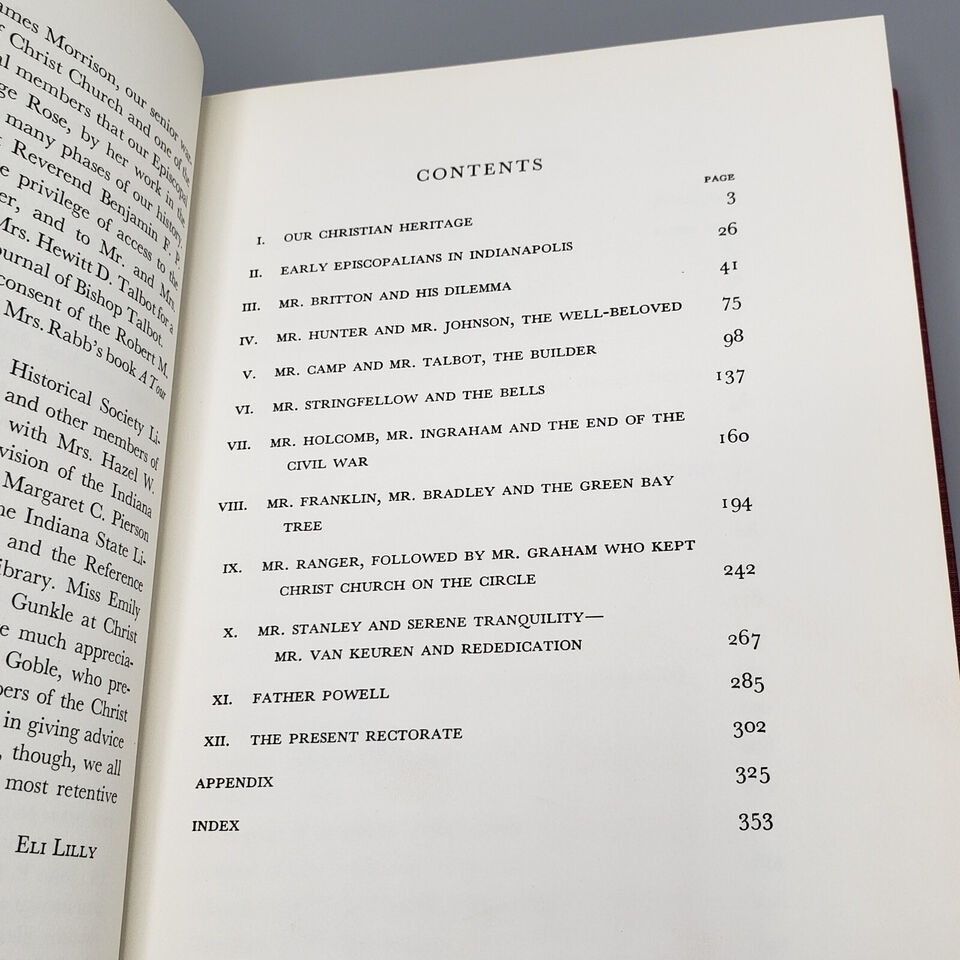 ames Morrison, our senior war-
f Christ Church and one of the
l members that our Episcopal
ge Rose, by her work in the
many phases of our history.
Reverend Benjamin F. P.
e privilege of access to the
er, and to Mr. and Mrs.
Mrs. Hewitt D. Talbot for a
ournal of Bishop Talbot.
consent of the Robert M.
Mrs. Rabb's book A Tour
Historical Society Li-
and other members of
with Mrs. Hazel W.
vision of the Indiana
Margaret C. Pierson
he Indiana State Li-
and the Reference
ibrary. Miss Emily
Gunkle at Christ
e much apprecia-
Goble, who pre-
bers of the Christ
in giving advice
, though, we all
most retentive
ELI LILLY
CONTENTS
PAGE
I. OUR CHRISTIAN HERITAGE 3
II. EARLY EPISCOPALIANS IN INDIANAPOLIS 26
III. MR. BRITTON AND HIS DILEMMA 41
IV. MR. HUNTER AND MR. JOHNSON, THE WELL-BELOVED 75
V. MR. CAMP AND MR. TALBOT, THE BUILDER 98
VI. MR. STRINGFELLOW AND THE BELLS 137
VII. MR. HOLCOMB, MR. INGRAHAM AND THE END OF THE
CIVIL WAR 160
VIII. MR. FRANKLIN, MR. BRADLEY AND THE GREEN BAY
TREE 194
IX. MR. RANGER, FOLLOWED BY MR. GRAHAM WHO KEPT
CHRIST CHURCH ON THE CIRCLE 242
X. MR. STANLEY AND SERENE TRANQUILITY—
MR. VAN KEUREN AND REDEDICATION 267
XI. FATHER POWELL 285
XII. THE PRESENT RECTORATE 302
APPENDIX 325
INDEX 353